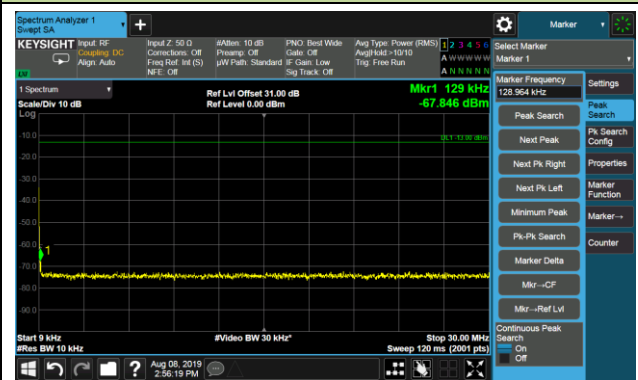 Spectrum Analyzer 1
Swept SA
+
Marker
KEYSIGHT
Input: RF
Coupling: DC
Align: Auto
Input Z: 50 Ω
Corrections: Off
Freq Ref: Int (S)
NFE: Off
#Atten: 10 dB
Preamp: Off
µW Path: Standard
PNO: Best Wide
Gate: Off
IF Gain: Low
Sig Track: Off
Avg Type: Power (RMS)
Avg|Hold:>10/10
Trig: Free Run
1 2 3 4 5 6
A W W W W W
A N N N N N
Select Marker
Marker 1
1 Spectrum
Scale/Div 10 dB
Ref Lvl Offset 31.00 dB
Ref Level 0.00 dBm
Mkr1 129 kHz
-67.846 dBm
Log
-10.0
-20.0
-30.0
-40.0
-50.0
-60.0
-70.0
-80.0
-90.0
DL1 -13.00 dBm
1
Start 9 kHz
#Res BW 10 kHz
#Video BW 30 kHz*
Stop 30.00 MHz
Sweep 120 ms (2001 pts)
Marker Frequency
128.964 kHz
Peak Search
Next Peak
Next Pk Right
Next Pk Left
Minimum Peak
Pk-Pk Search
Marker Delta
Mkr→CF
Mkr→Ref Lvl
Continuous Peak
Search
On
Off
Settings
Peak
Search
Pk Search
Config
Properties
Marker
Function
Marker→
Counter
?
Aug 08, 2019
2:56:19 PM